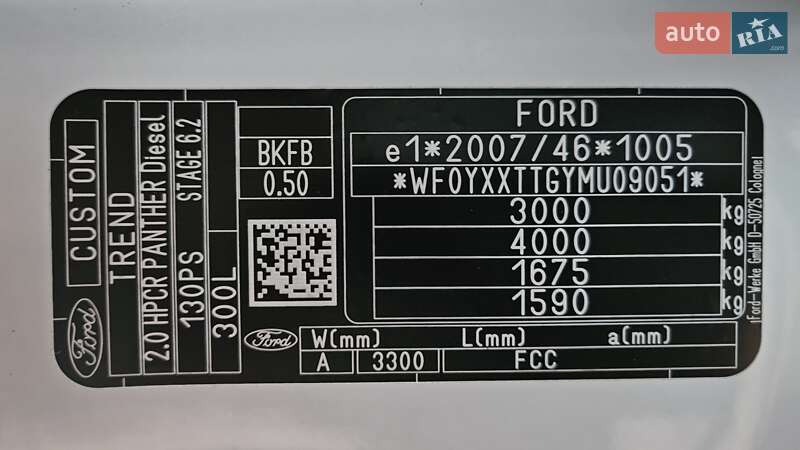 auto RIA .com
CUSTOM
TREND
2.0 HPCR PANTHER Diesel
130PS STAGE 6.2
300L
Ford
BKFB
0.50
FORD
e1*2007/46*1005
*WF0YXXTTGYMU09051*
3000 kg
4000 kg
1675 kg
1590 kg
Ford-Werke GmbH D-50725 Cologne
Ford
W(mm) L(mm) a(mm)
A 3300 FCC